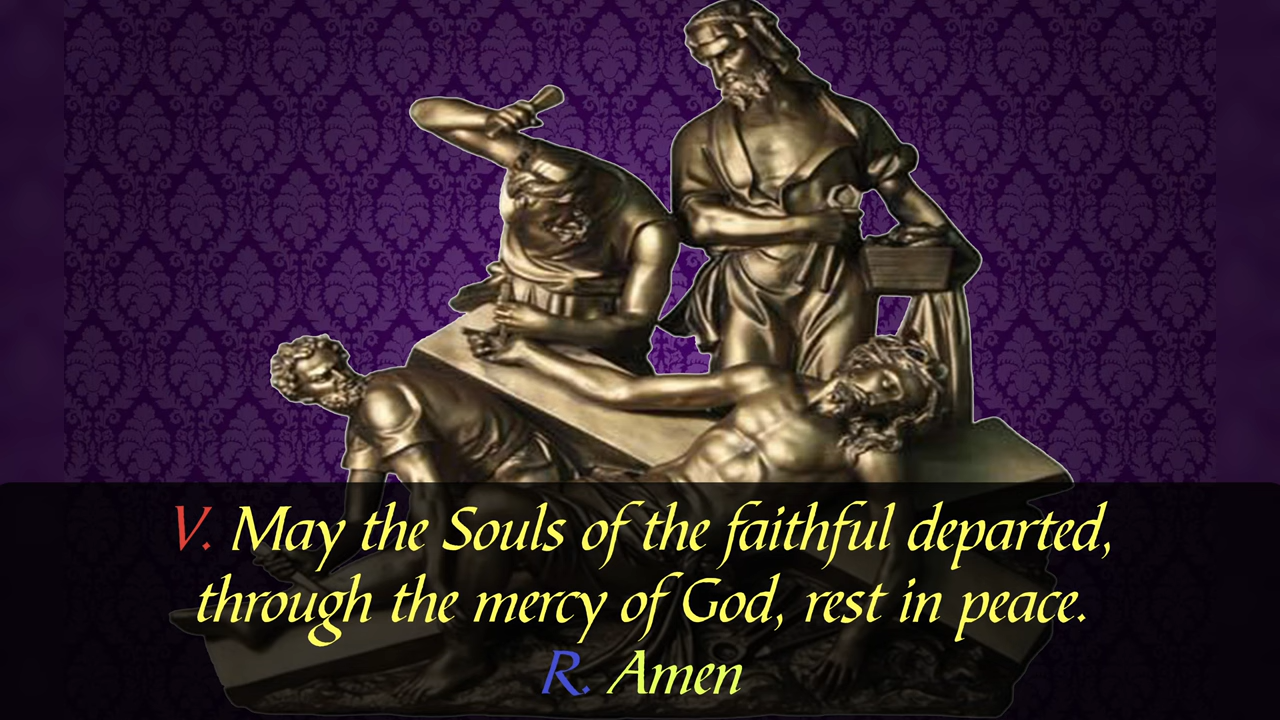 V. May the Souls of the faithful departed,
through the mercy of God, rest in peace.
R. Amen